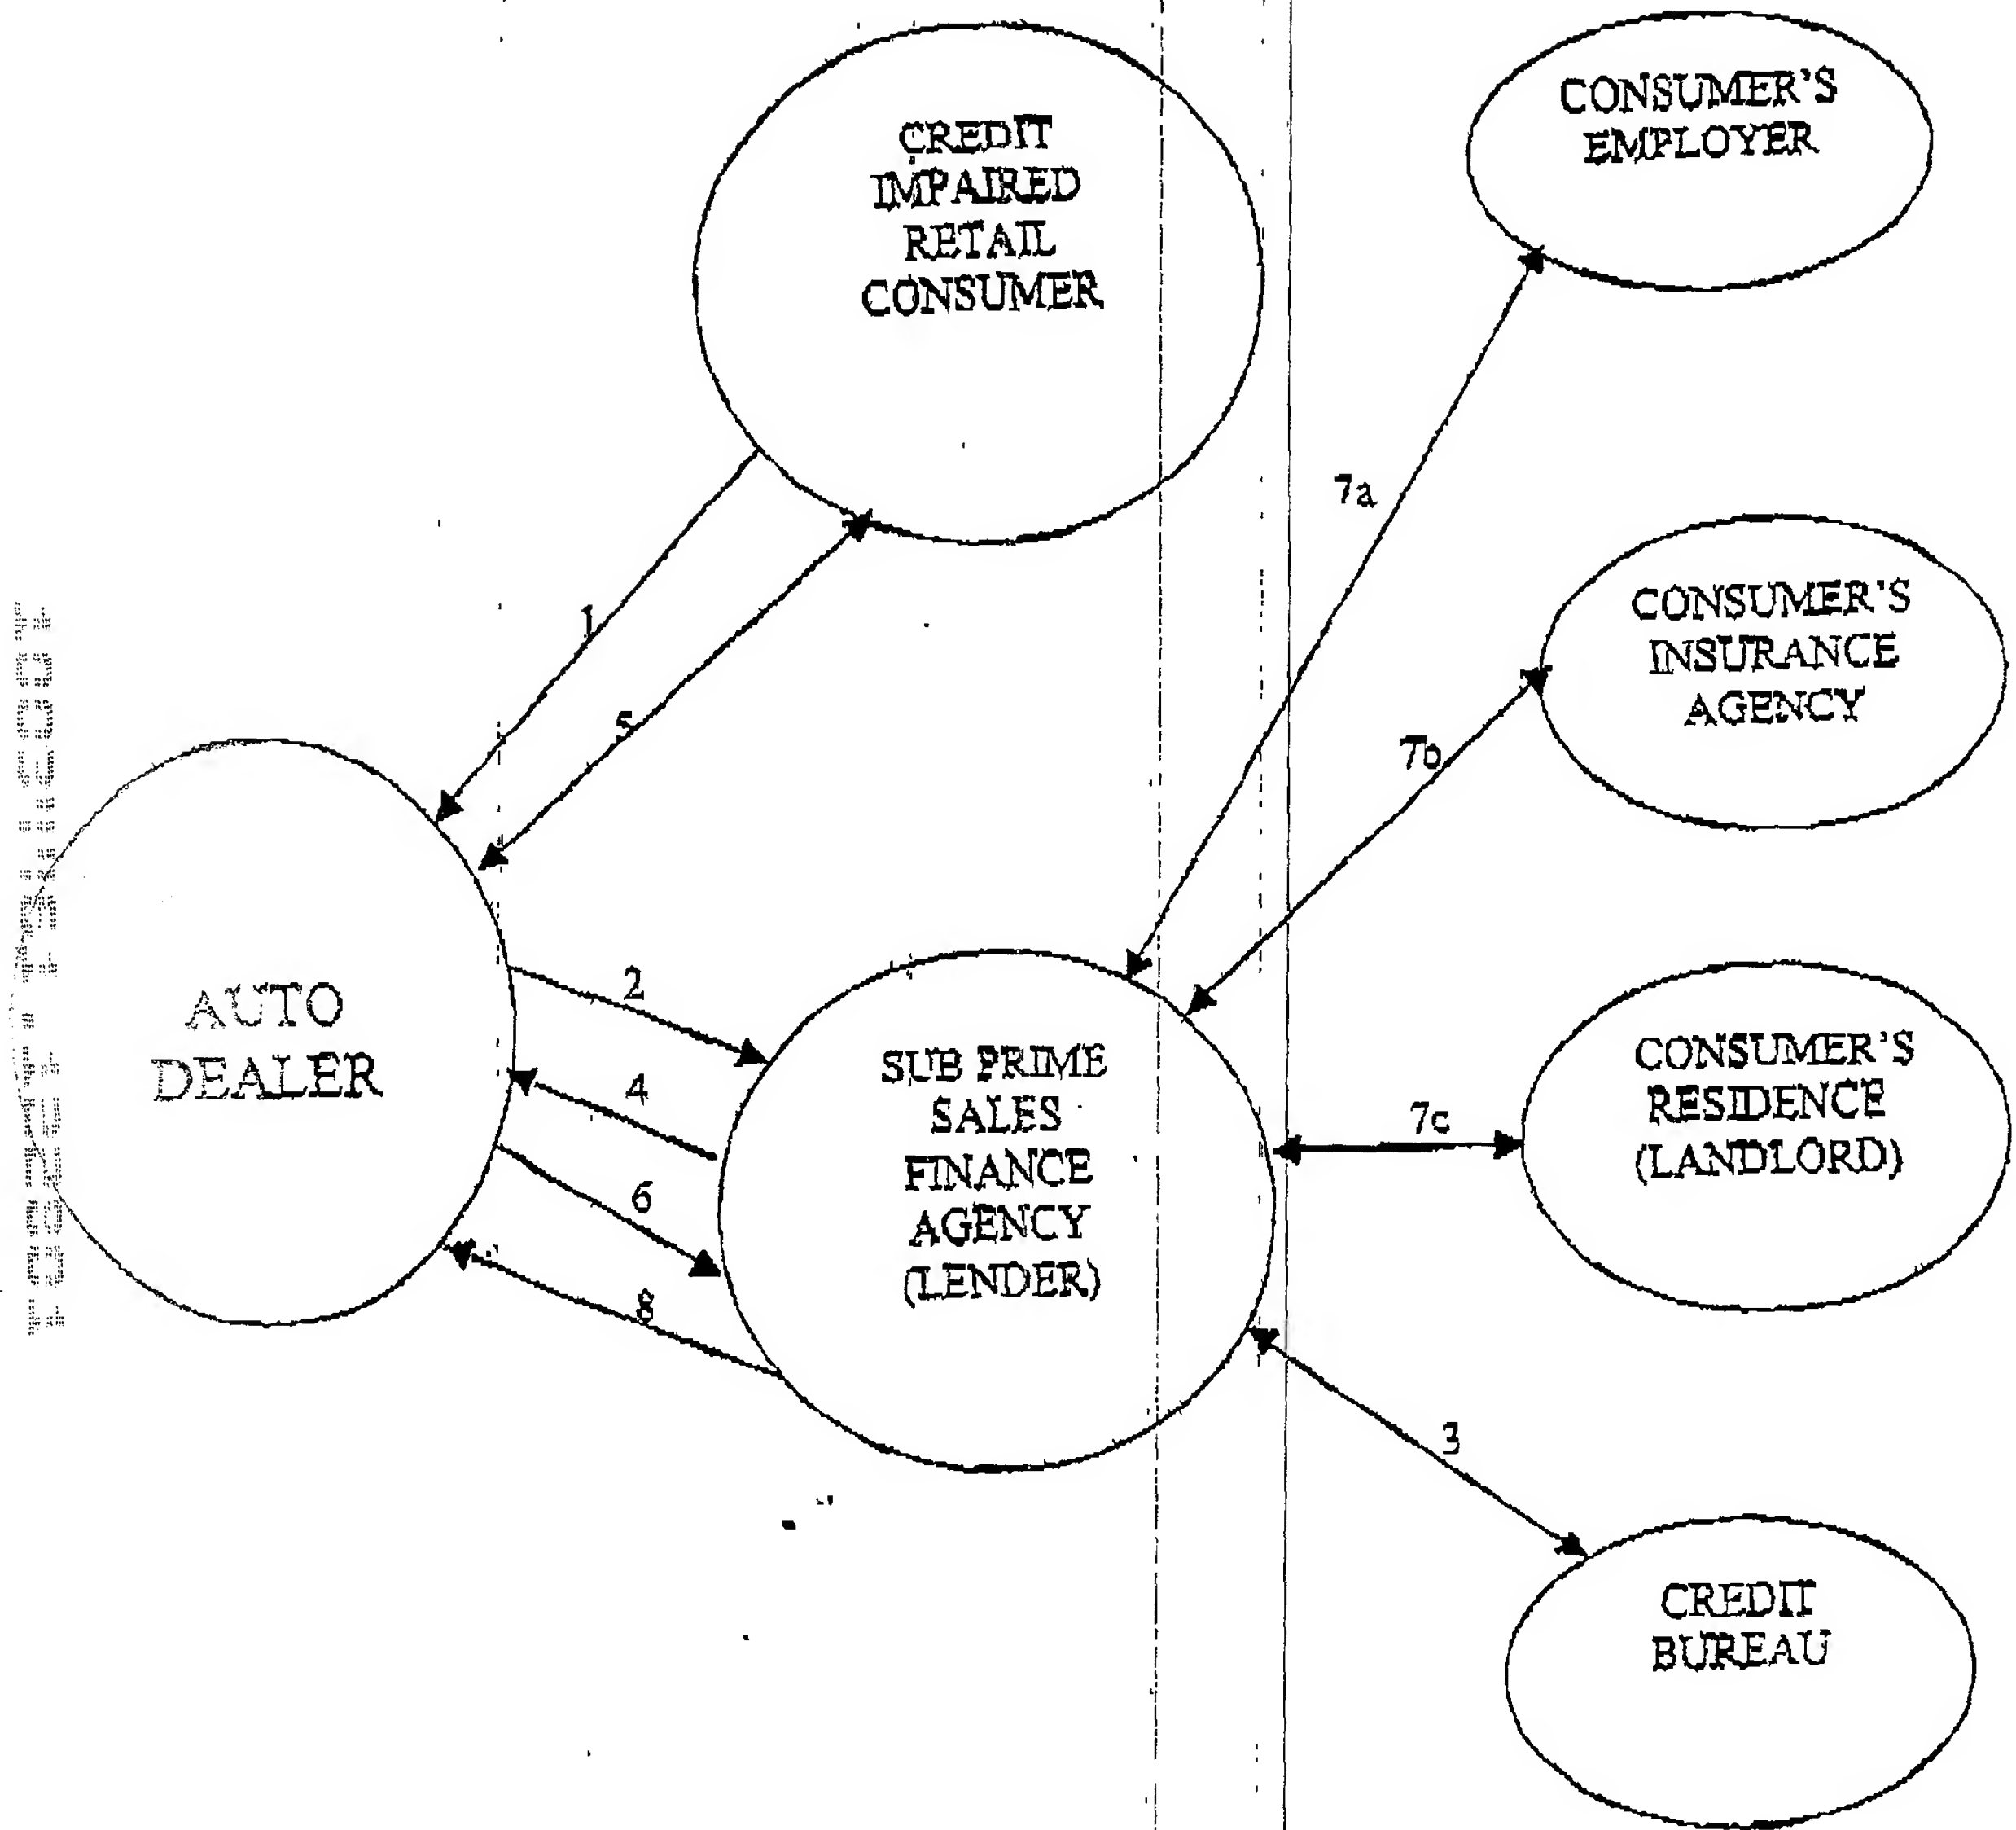 CREDIT
IMPAIRED
RETAIL
CONSUMER
CONSUMER'S
EMPLOYER
7a
CONSUMER'S
INSURANCE
AGENCY
1
5
7b
AUTO
DEALER
2
4
6
8
SUB PRIME
SALES
FINANCE
AGENCY
(LENDER)
7c
CONSUMER'S
RESIDENCE
(LANDLORD)
3
CREDIT
BUREAU